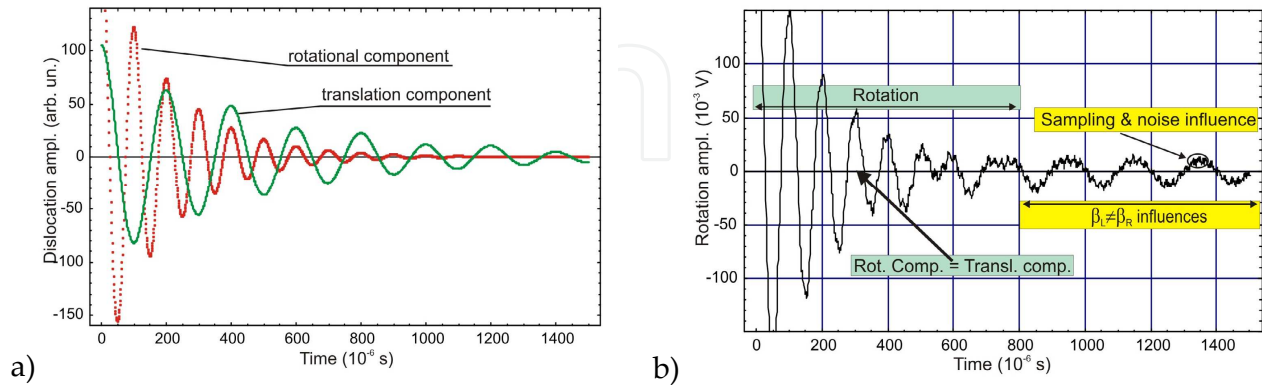 a)
Dislocation ampl. (arb. un.)
100
50
0
-50
-100
-150
rotational component
translation component
0 200 400 600 800 1000 1200 1400
Time (10⁻⁶ s)
b)
Rotation ampl. (10⁻³ V)
100
50
0
-50
-100
Rotation
Sampling & noise influence
β_L≠β_R influences
Rot. Comp. = Transl. comp.
0 200 400 600 800 1000 1200 1400
Time (10⁻⁶ s)